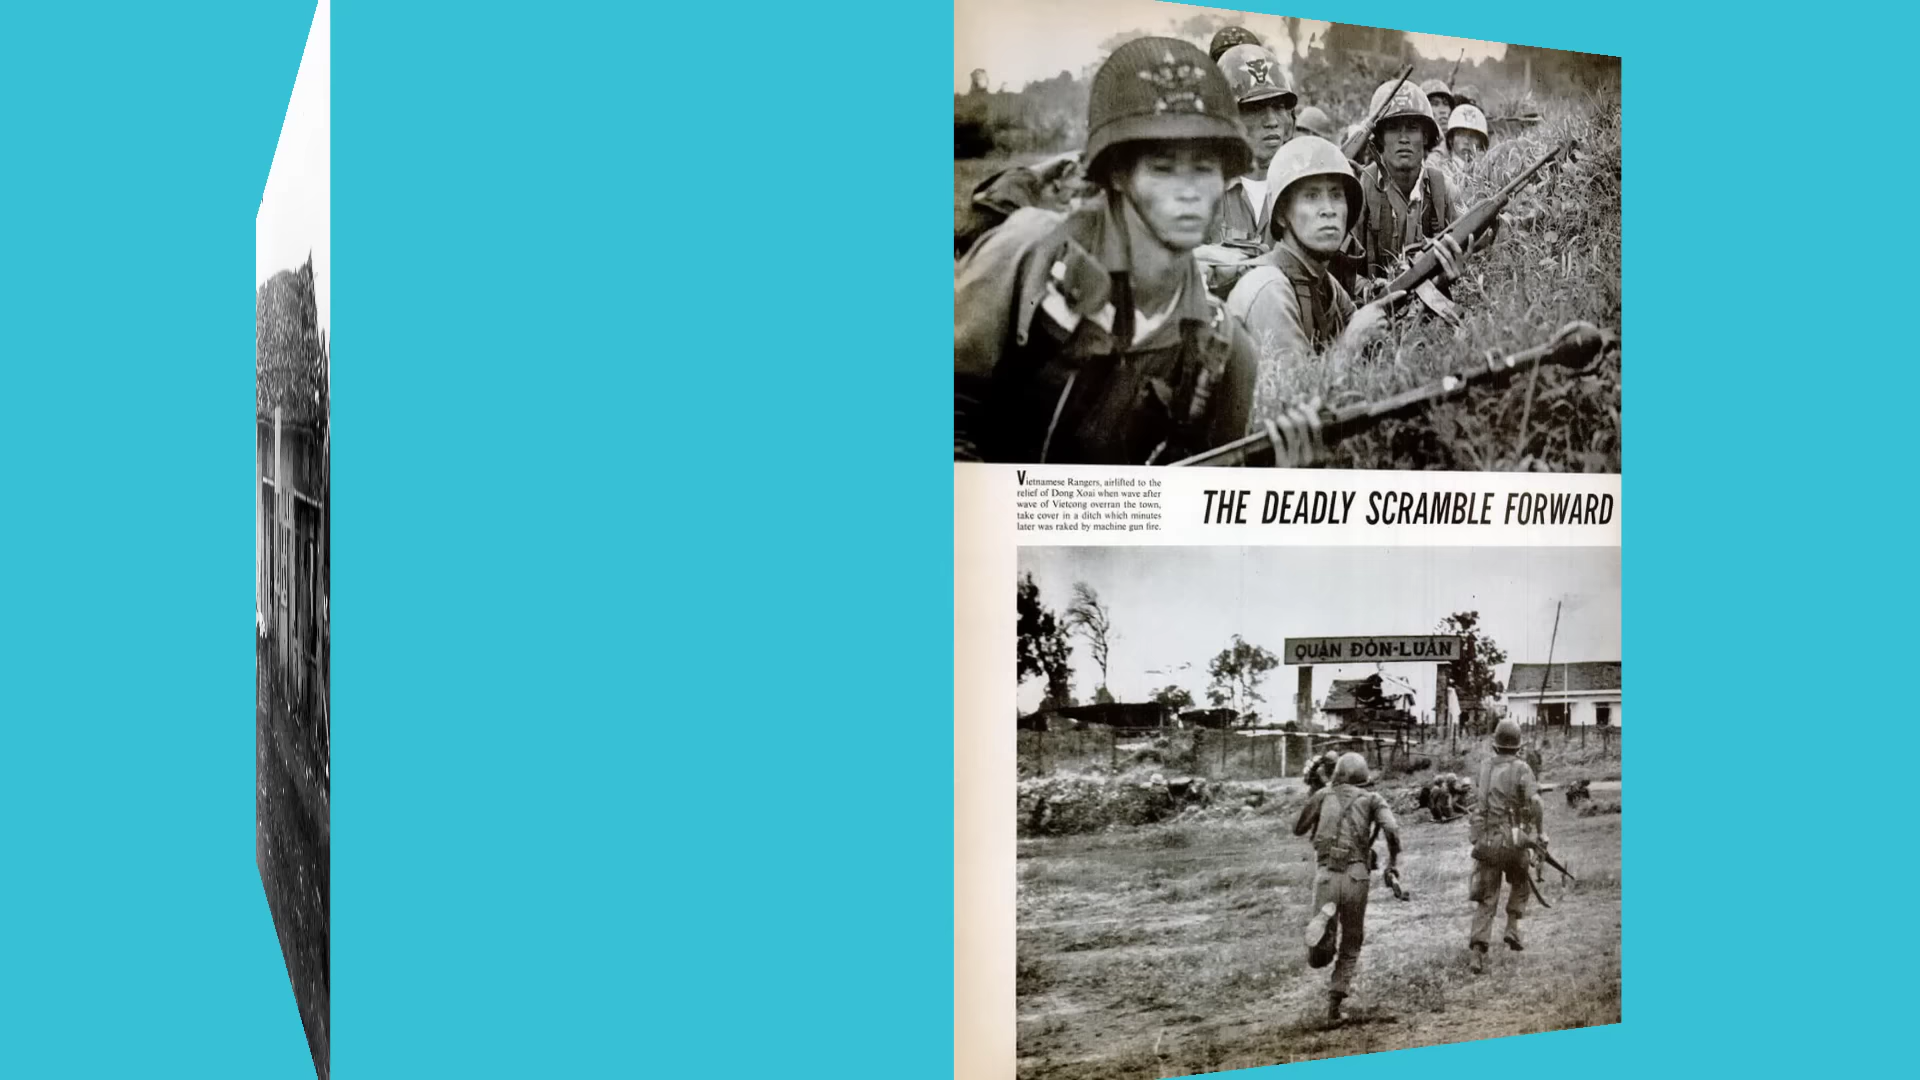 Vietnamese Rangers, airlifted to the
relief of Dong Xoai when wave after
wave of Vietcong overran the town,
take cover in a ditch which minutes
later was raked by machine gun fire.
THE DEADLY SCRAMBLE FORWARD
QUẬN ĐÔN-LUÂN